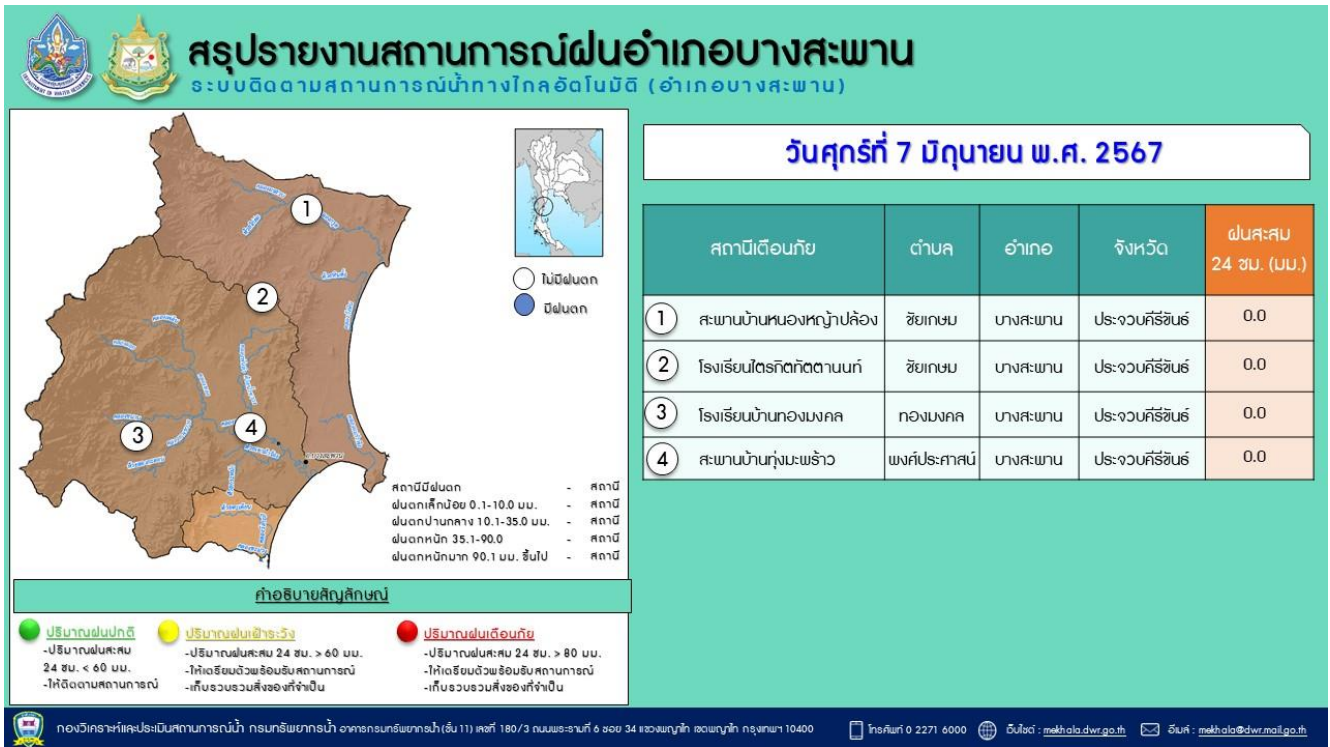 สรุปรายงานสถานการณ์ฝนอำเภอบางสะพาน
ระบบติดตามสถานการณ์น้ำทางไกลอัตโนมัติ (อำเภอบางสะพาน)
1
2
3
4
ไม่มีฝนตก
มีฝนตก
สถานีมีฝนตก - สถานี
ฝนตกเล็กน้อย 0.1-10.0 มม. - สถานี
ฝนตกปานกลาง 10.1-35.0 มม. - สถานี
ฝนตกหนัก 35.1-90.0 - สถานี
ฝนตกหนักมาก 90.1 มม. ขึ้นไป - สถานี
คำอธิบายสัญลักษณ์
ปริมาณฝนปกติ
-ปริมาณฝนสะสม
24 ชม. < 60 มม.
-ให้ติดตามสถานการณ์
ปริมาณฝนเฝ้าระวัง
-ปริมาณฝนสะสม 24 ชม. > 60 มม.
-ให้เตรียมตัวพร้อมรับสถานการณ์
-เก็บรวบรวมสิ่งของที่จำเป็น
ปริมาณฝนเตือนภัย
-ปริมาณฝนสะสม 24 ชม. > 80 มม.
-ให้เตรียมตัวพร้อมรับสถานการณ์
-เก็บรวบรวมสิ่งของที่จำเป็น
วันศุกร์ที่ 7 มิถุนายน พ.ศ. 2567
สถานีเตือนภัย ตำบล อำเภอ จังหวัด ฝนสะสม
24 ชม. (มม.)
1 สะพานบ้านหนองหญ้าปล้อง ชัยเกษม บางสะพาน ประจวบคีรีขันธ์ 0.0
2 โรงเรียนไตรกิตทัตตานนท์ ชัยเกษม บางสะพาน ประจวบคีรีขันธ์ 0.0
3 โรงเรียนบ้านทองมงคล ทองมงคล บางสะพาน ประจวบคีรีขันธ์ 0.0
4 สะพานบ้านทุ่งมะพร้าว พงศ์ประศาสน์ บางสะพาน ประจวบคีรีขันธ์ 0.0
กองวิเคราะห์และประเมินสถานการณ์น้ำ กรมทรัพยากรน้ำ อาคารกรมทรัพยากรน้ำ (ชั้น 11) เลขที่ 180/3 ถนนพระรามที่ 6 ซอย 34 แขวงพญาไท เขตพญาไท กรุงเทพฯ 10400 โทรศัพท์ 0 2271 6000 เว็บไซต์ : mekhala.dwr.go.th อีเมล์ : mekhala@dwr.mail.go.th